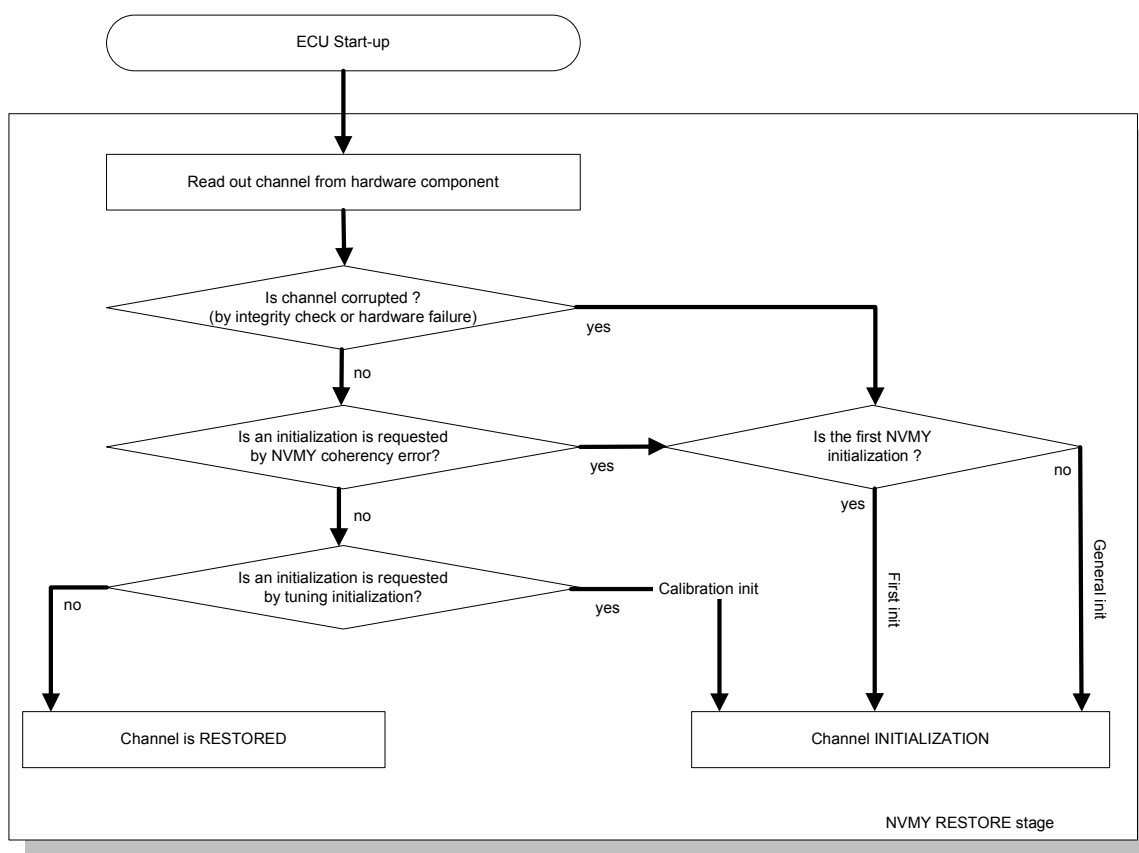 ECU Start-up
Read out channel from hardware component
Is channel corrupted ?
(by integrity check or hardware failure)
yes
no
Is an initialization is requested
by NVMY coherency error?
yes
Is the first NVMY
initialization ?
no
yes
no
General init
First init
Is an initialization is requested
by tuning initialization?
no
yes
Calibration init
Channel is RESTORED
Channel INITIALIZATION
NVMY RESTORE stage